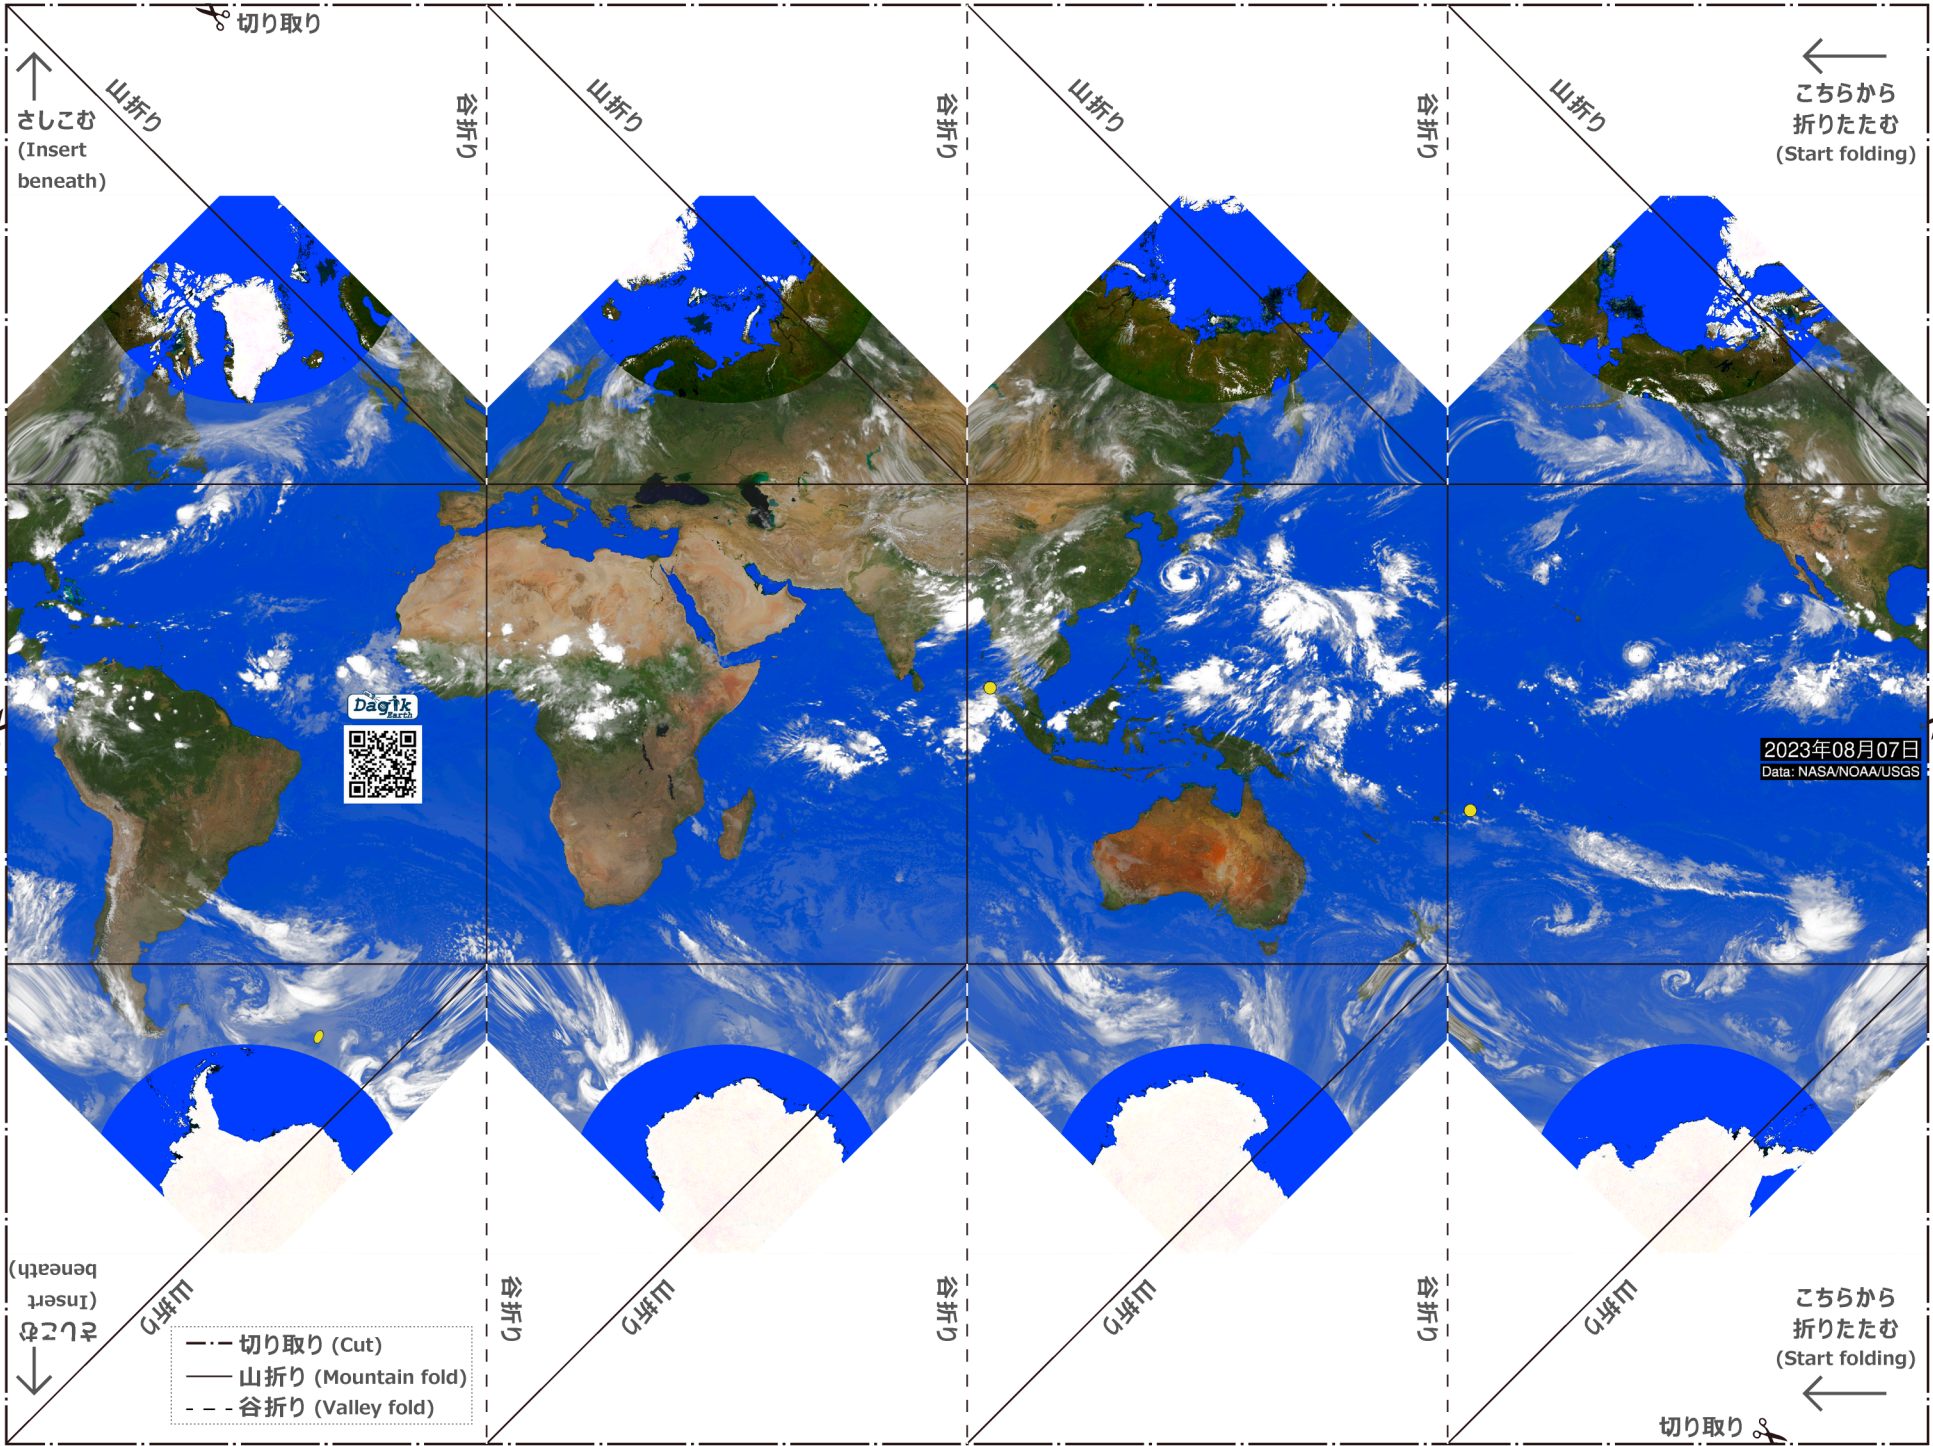 切り取り
さしこむ
(Insert
beneath)
山折り
谷折り
山折り
谷折り
山折り
谷折り
山折り
こちらから
折りたたむ
(Start folding)
Dagik
Earth
2023年08月07日
Data: NASA/NOAA/USGS
さしこむ
(Insert
beneath)
山折り
谷折り
山折り
谷折り
山折り
谷折り
山折り
こちらから
折りたたむ
(Start folding)
切り取り (Cut)
山折り (Mountain fold)
谷折り (Valley fold)
切り取り